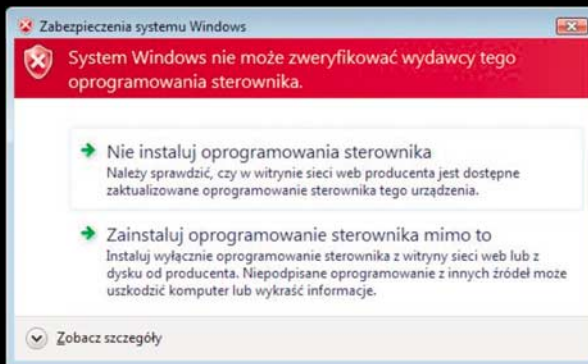 Zabezpieczenia systemu Windows
System Windows nie może zweryfikować wydawcy tego
oprogramowania sterownika.
Nie instaluj oprogramowania sterownika
Należy sprawdzić, czy w witrynie sieci web producenta jest dostępne
zaktualizowane oprogramowanie sterownika tego urządzenia.
Zainstaluj oprogramowanie sterownika mimo to
Instaluj wyłącznie oprogramowanie sterownika z witryny sieci web lub z
dysku od producenta. Niepodpisane oprogramowanie z innych źródeł może
uszkodzić komputer lub wykraść informacje.
Zobacz szczegóły